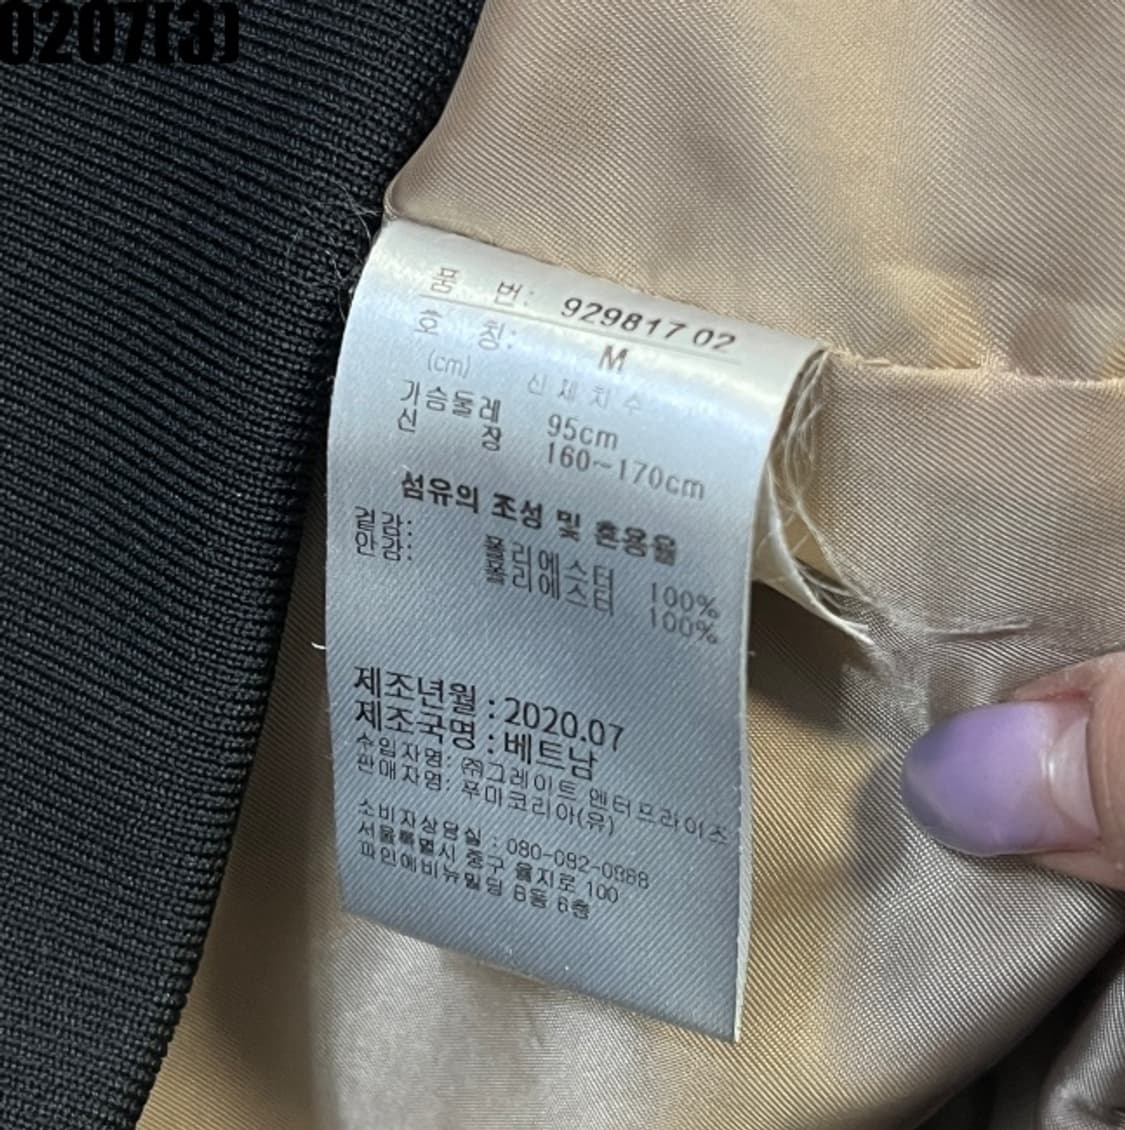 0207(3)
품 번: 929817 02
호 칭: M
(cm) 신체치수
가슴둘레 95cm
신 장 160~170cm
섬유의 조성 및 혼용율
겉감: 폴리에스터 100%
안감: 폴리에스터 100%
제조년월 : 2020.07
제조국명 : 베트남
수입자명: ㈜그레이트 엔터프라이즈
판매자명: 푸마코리아(유)
소비자상담실 : 080-082-0888
서울특별시 중구 을지로 100
파인에비뉴빌딩 B동 6층